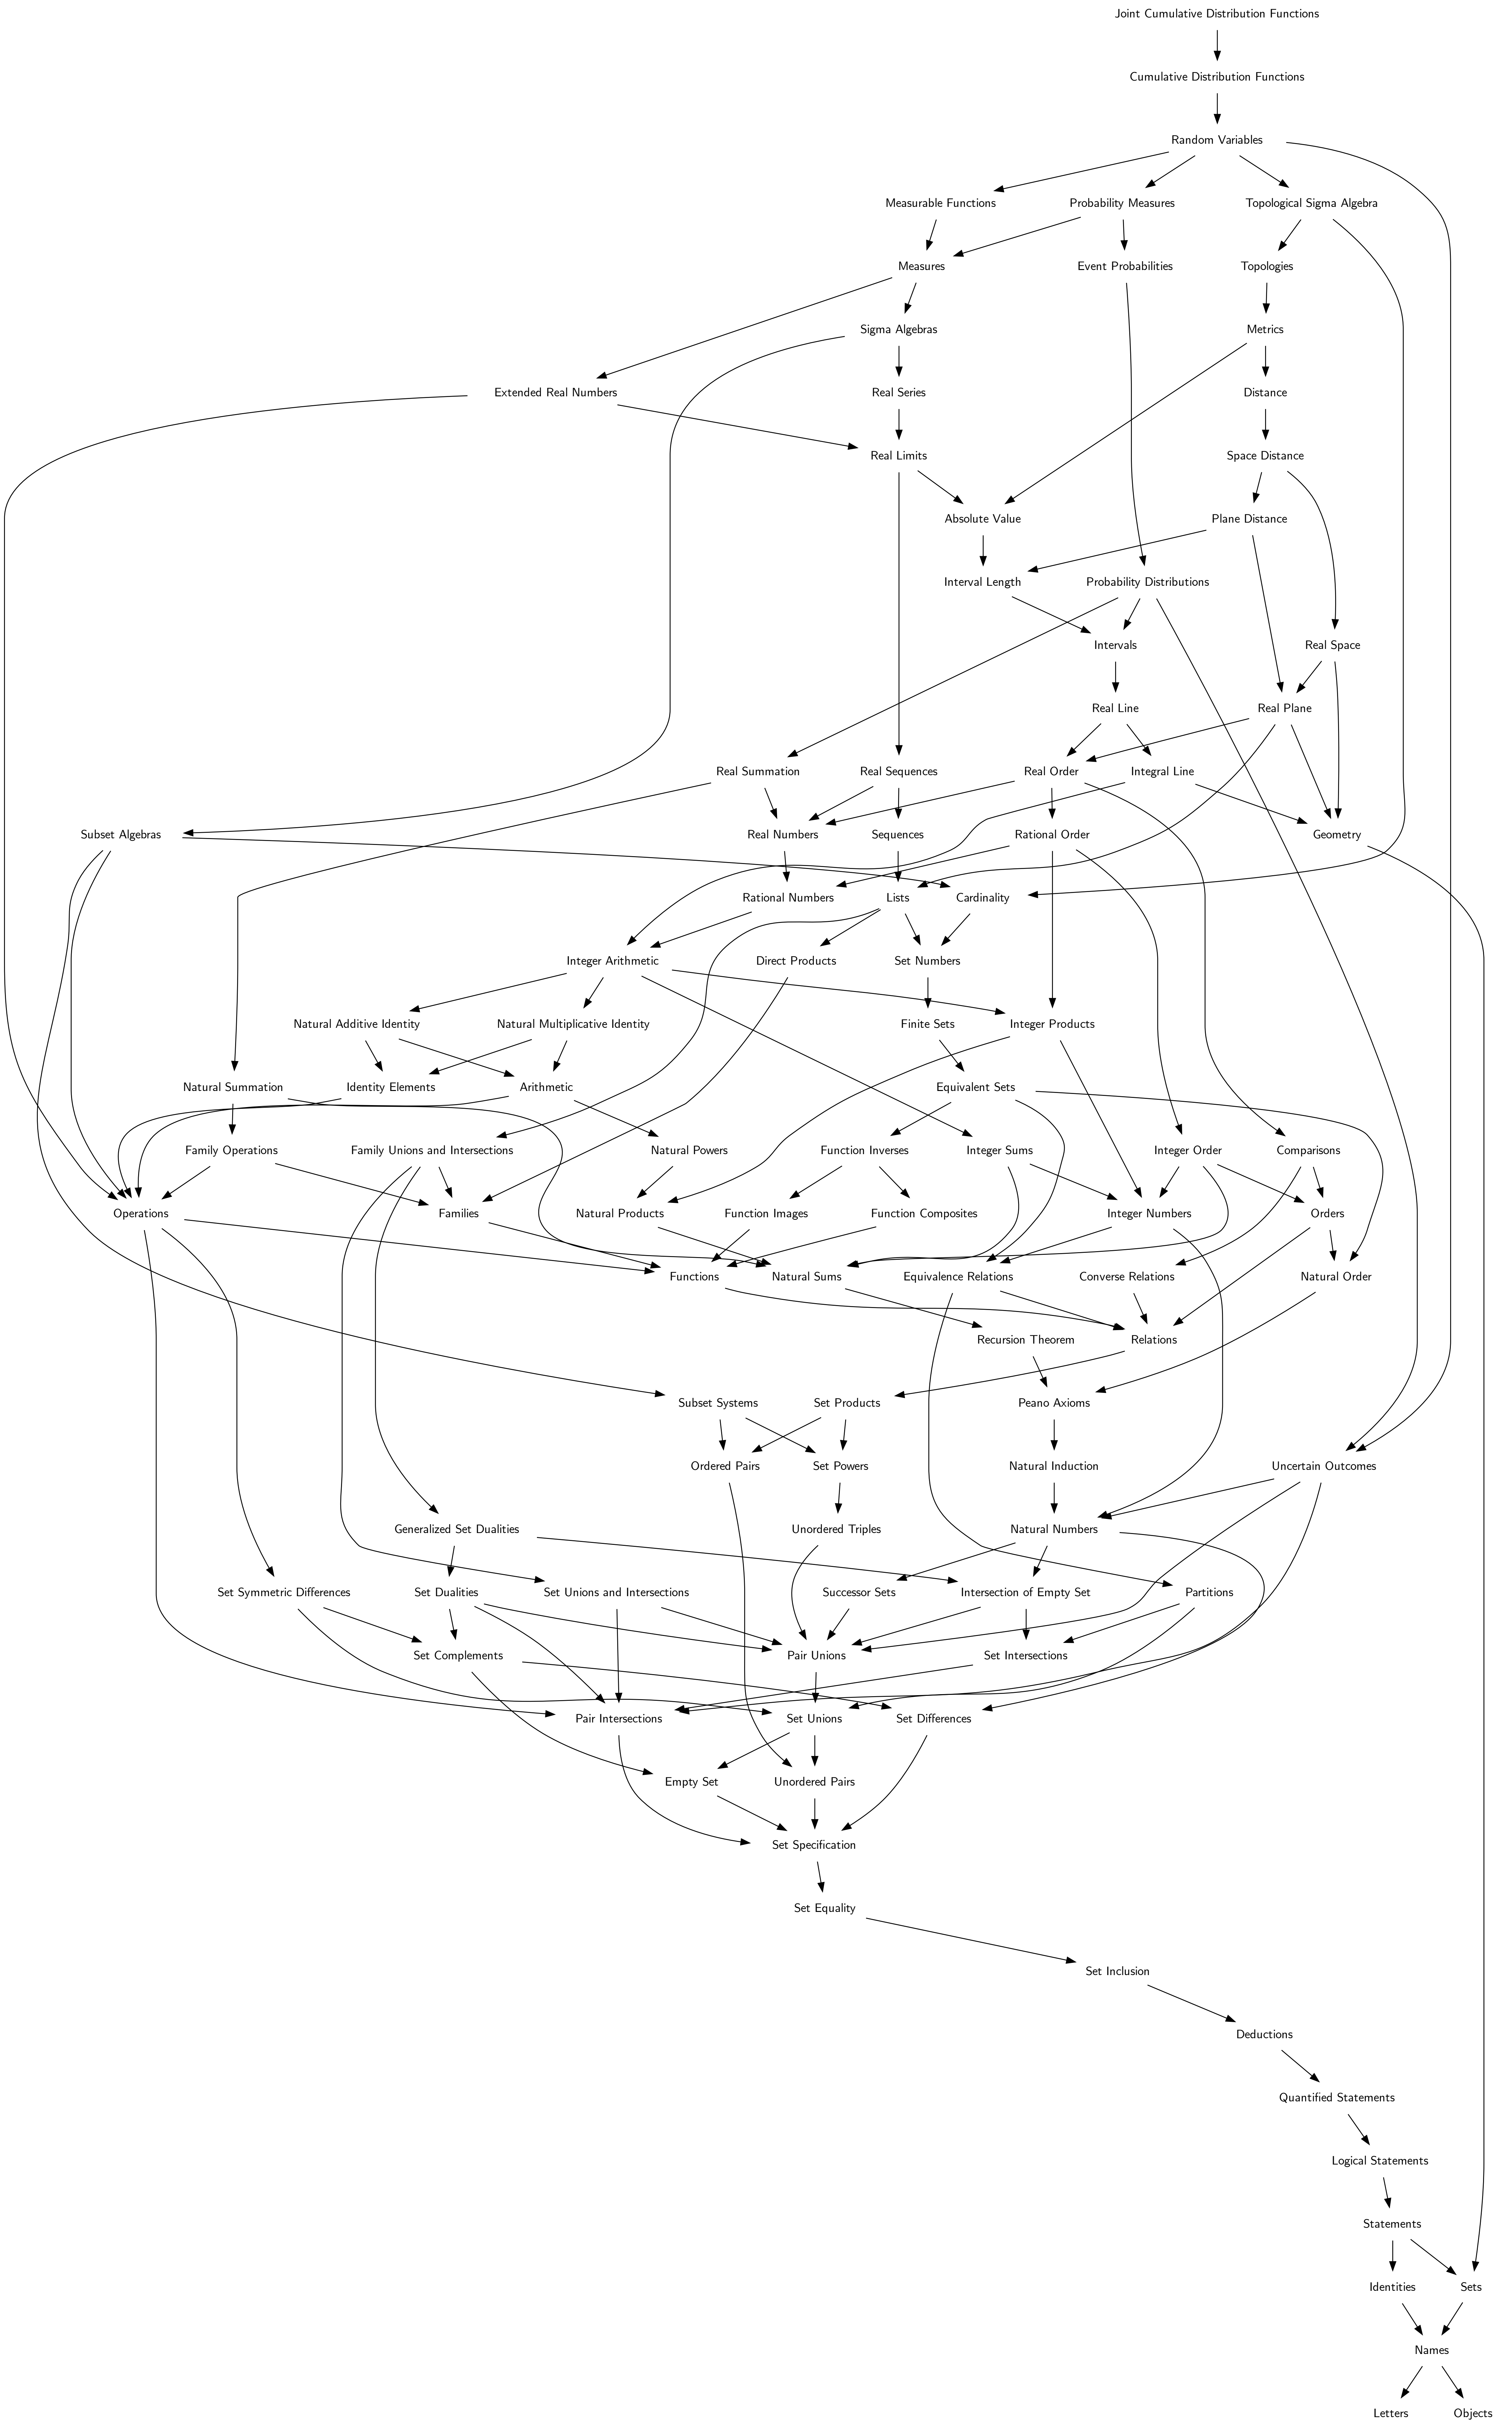 Joint Cumulative Distribution Functions
Cumulative Distribution Functions
Random Variables
Measurable Functions
Probability Measures
Topological Sigma Algebra
Measures
Event Probabilities
Topologies
Sigma Algebras
Metrics
Extended Real Numbers
Real Series
Distance
Real Limits
Space Distance
Absolute Value
Plane Distance
Interval Length
Probability Distributions
Intervals
Real Space
Real Line
Real Plane
Real Summation
Real Sequences
Real Order
Integral Line
Subset Algebras
Real Numbers
Sequences
Rational Order
Geometry
Rational Numbers
Lists
Cardinality
Integer Arithmetic
Direct Products
Set Numbers
Natural Additive Identity
Natural Multiplicative Identity
Finite Sets
Integer Products
Natural Summation
Identity Elements
Arithmetic
Equivalent Sets
Family Operations
Family Unions and Intersections
Natural Powers
Function Inverses
Integer Sums
Integer Order
Comparisons
Operations
Families
Natural Products
Function Images
Function Composites
Integer Numbers
Orders
Functions
Natural Sums
Equivalence Relations
Converse Relations
Natural Order
Recursion Theorem
Relations
Subset Systems
Set Products
Peano Axioms
Ordered Pairs
Set Powers
Natural Induction
Uncertain Outcomes
Generalized Set Dualities
Unordered Triples
Natural Numbers
Set Symmetric Differences
Set Dualities
Set Unions and Intersections
Successor Sets
Intersection of Empty Set
Partitions
Set Complements
Pair Unions
Set Intersections
Pair Intersections
Set Unions
Set Differences
Empty Set
Unordered Pairs
Set Specification
Set Equality
Set Inclusion
Deductions
Quantified Statements
Logical Statements
Statements
Identities
Sets
Names
Letters
Objects